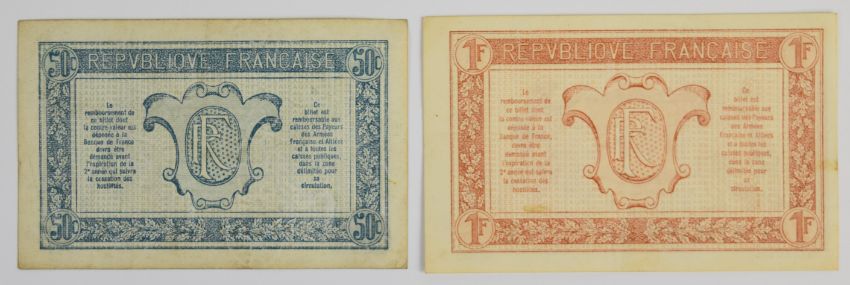 50c
REPVBLIQVE FRANÇAISE
50c
Le
remboursement de
ce billet dont
la contre-valeur est
déposée à la
Banque de France
devra être
demandé avant
l'expiration de la
2e année qui suivra
la cessation des
hostilités.
RF
Ce
billet est
remboursable aux
caisses des Payeurs
des Armées
française et Alliées
et a toutes les
caisses publiques,
dans la zone
délimitée pour
sa
circulation.
50c
50c
1F
REPVBLIQVE FRANÇAISE
1F
Le
remboursement de
ce billet dont
la contre-valeur est
déposée à la
Banque de France,
devra être
demandé avant
l'expiration de la
2e année qui suivra
la cessation des
hostilités.
RF
Ce
billet est
remboursable aux
caisses des Payeurs
des Armées
française et Alliées
et a toutes les
caisses publiques,
dans la zone
délimitée pour
sa
circulation.
1F
1F